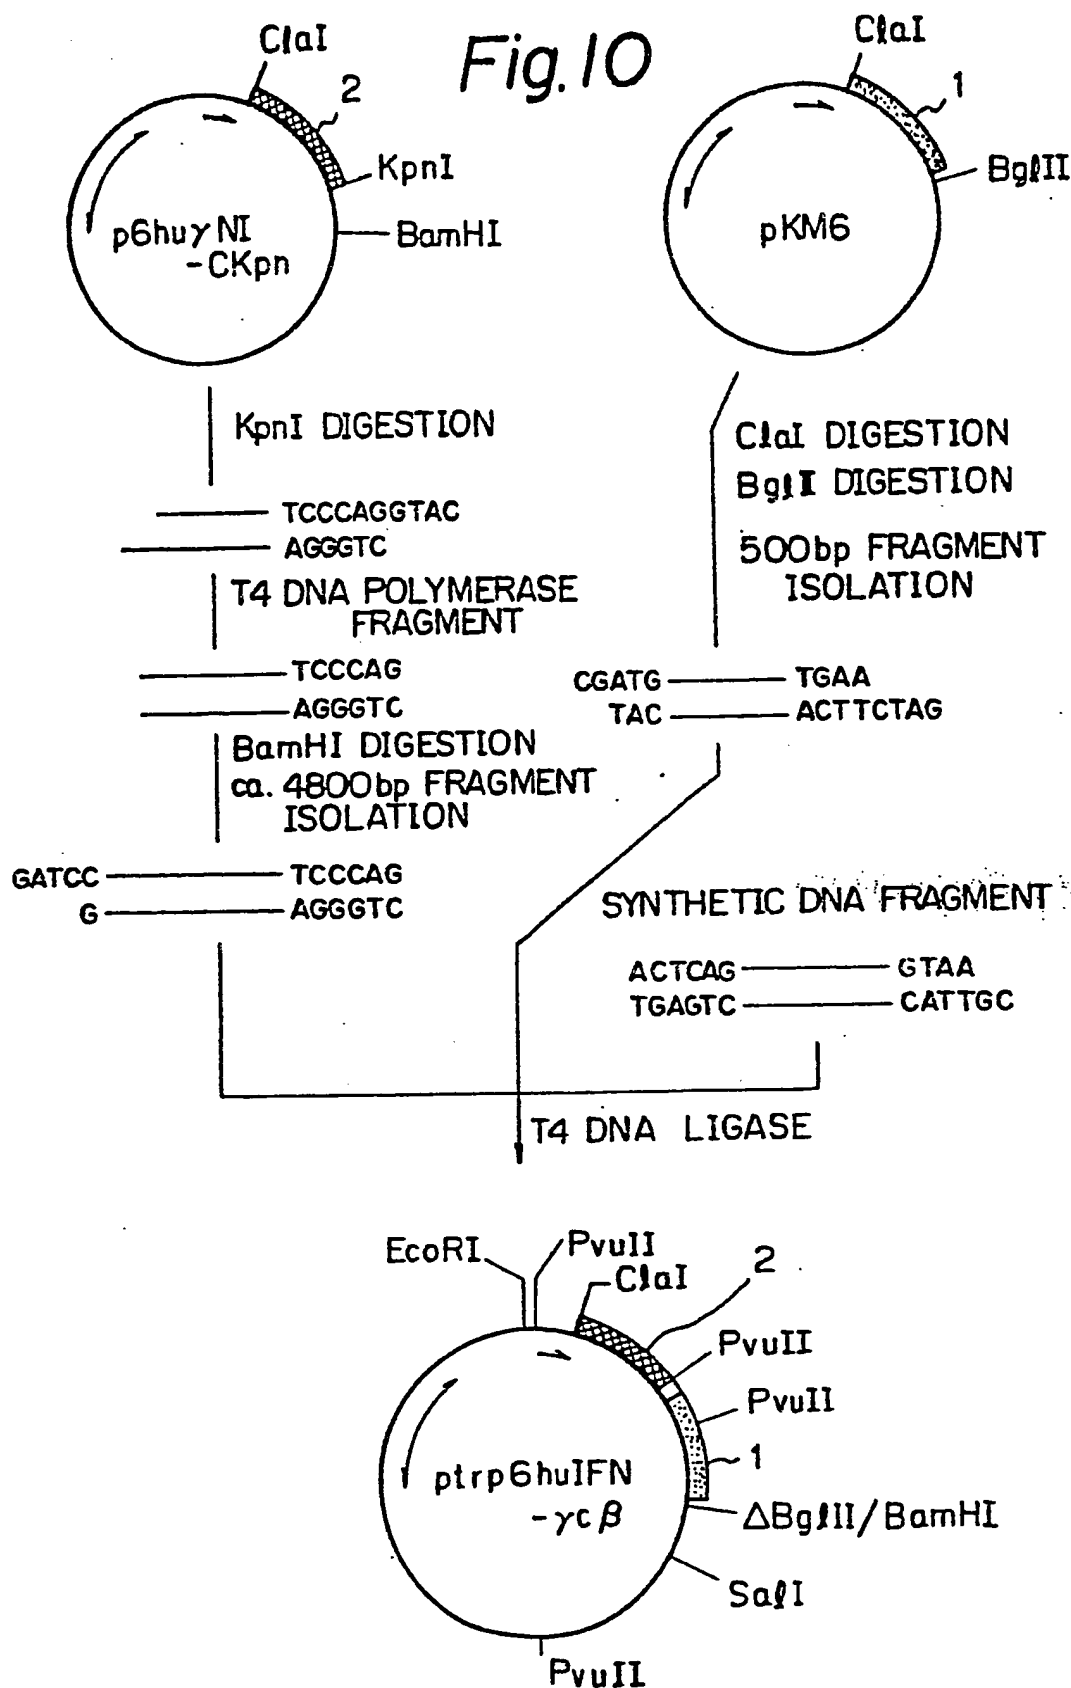 Fig. 10
ClaI
2
KpnI
BamHI
p6huγNI
-CKpn
ClaI
1
BglII
pKM6
KpnI DIGESTION
TCCCAGGTAC
AGGGTC
T4 DNA POLYMERASE
FRAGMENT
TCCCAG
AGGGTC
BamHI DIGESTION
ca. 4800bp FRAGMENT
ISOLATION
GATCC TCCCAG
G AGGGTC
ClaI DIGESTION
BglI DIGESTION
500bp FRAGMENT
ISOLATION
CGATG TGAA
TAC ACTTCTAG
SYNTHETIC DNA FRAGMENT
ACTCAG GTAA
TGAGTC CATTGC
T4 DNA LIGASE
EcoRI
PvuII
ClaI
2
PvuII
PvuII
1
ptrp6huIFN
-γcβ
ΔBglII/BamHI
SalI
PvuII